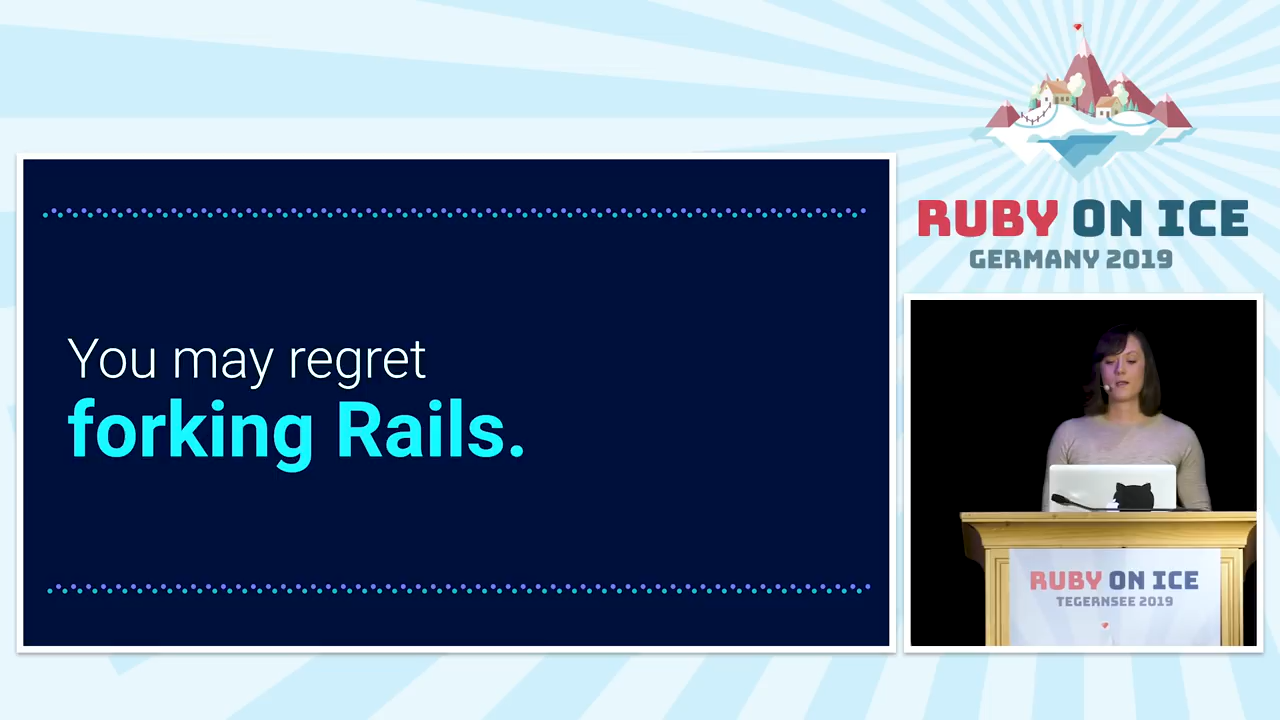 You may regret
forking Rails.
RUBY ON ICE
GERMANY 2019
RUBY ON ICE
TEGERNSEE 2019